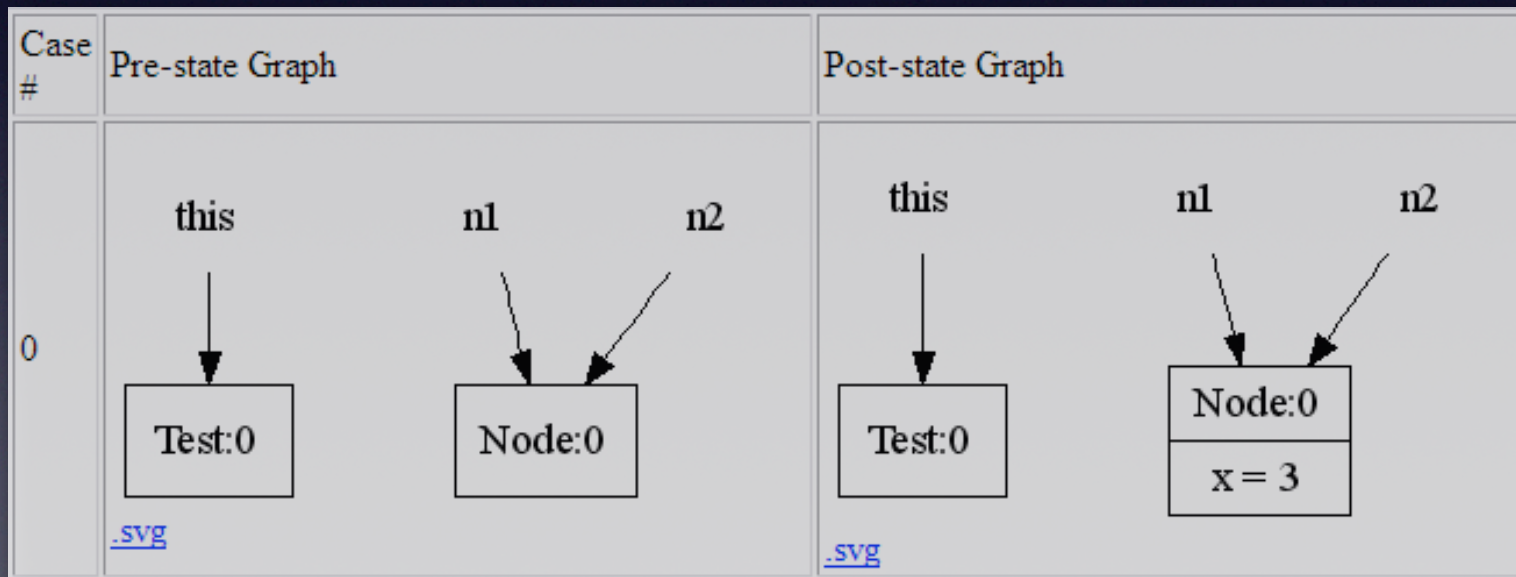 Case
#
Pre-state Graph
Post-state Graph
0
this
n1
n2
Test:0
Node:0
.svg
this
n1
n2
Test:0
Node:0
x = 3
.svg